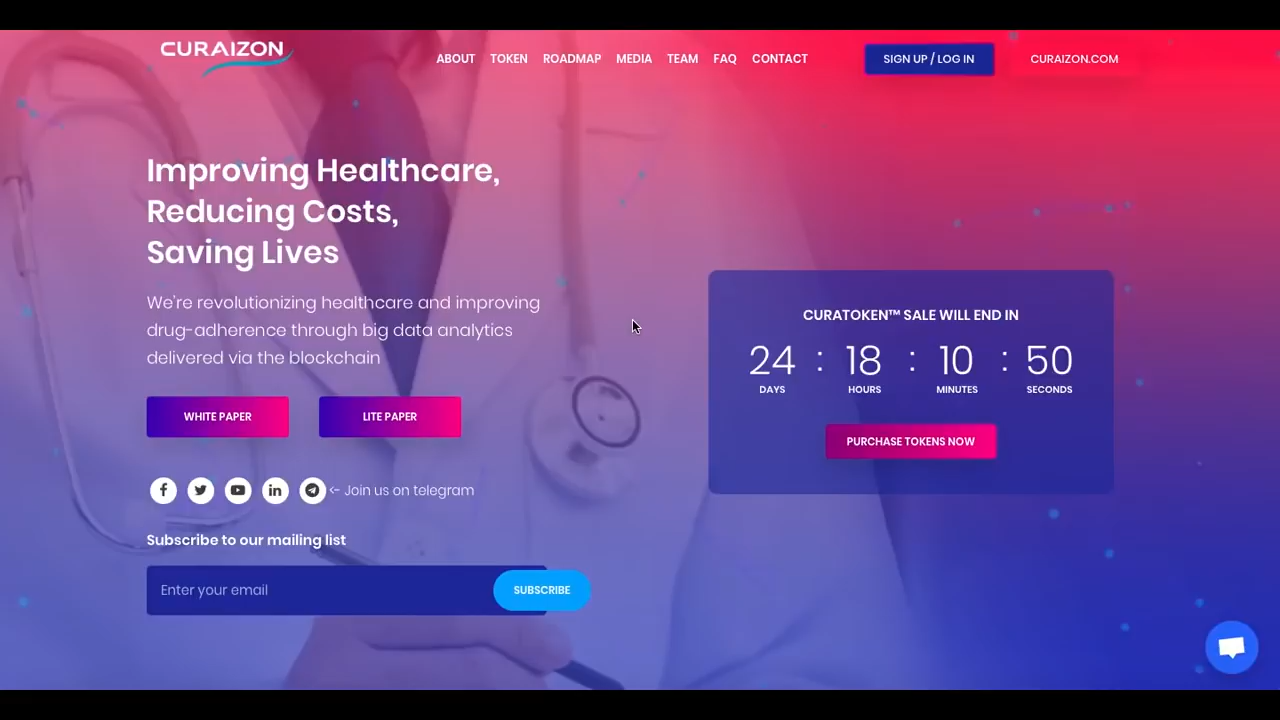 CURAIZON
ABOUT TOKEN ROADMAP MEDIA TEAM FAQ CONTACT SIGN UP / LOG IN CURAIZON.COM
Improving Healthcare,
Reducing Costs,
Saving Lives
We're revolutionizing healthcare and improving
drug-adherence through big data analytics
delivered via the blockchain
WHITE PAPER LITE PAPER
<- Join us on telegram
Subscribe to our mailing list
Enter your email SUBSCRIBE
CURATOKEN™ SALE WILL END IN
24 : 18 : 10 : 50
DAYS HOURS MINUTES SECONDS
PURCHASE TOKENS NOW